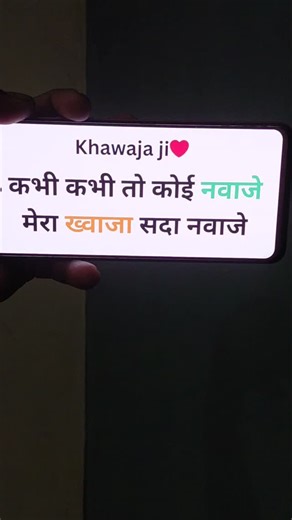 Khawaja ji❤
कभी कभी तो कोई नवाजे
मेरा ख्वाजा सदा नवाजे